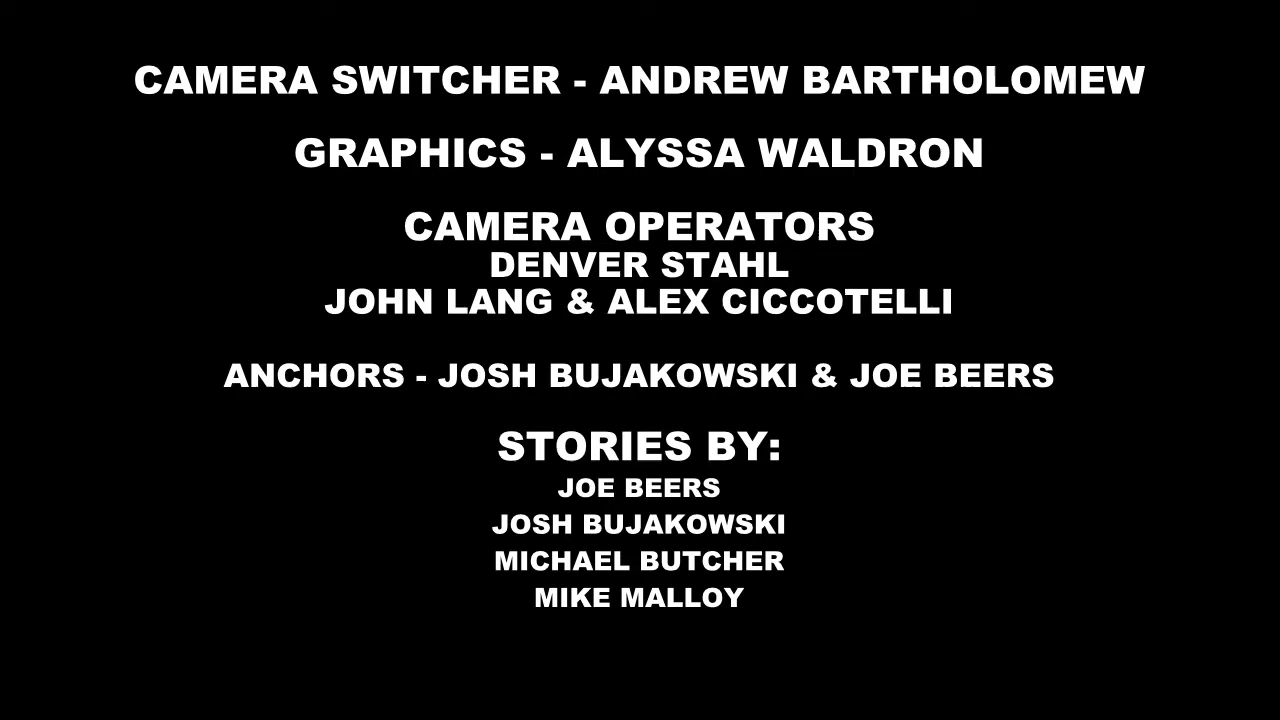 CAMERA SWITCHER - ANDREW BARTHOLOMEW
GRAPHICS - ALYSSA WALDRON
CAMERA OPERATORS
DENVER STAHL
JOHN LANG & ALEX CICCOTELLI
ANCHORS - JOSH BUJAKOWSKI & JOE BEERS
STORIES BY:
JOE BEERS
JOSH BUJAKOWSKI
MICHAEL BUTCHER
MIKE MALLOY